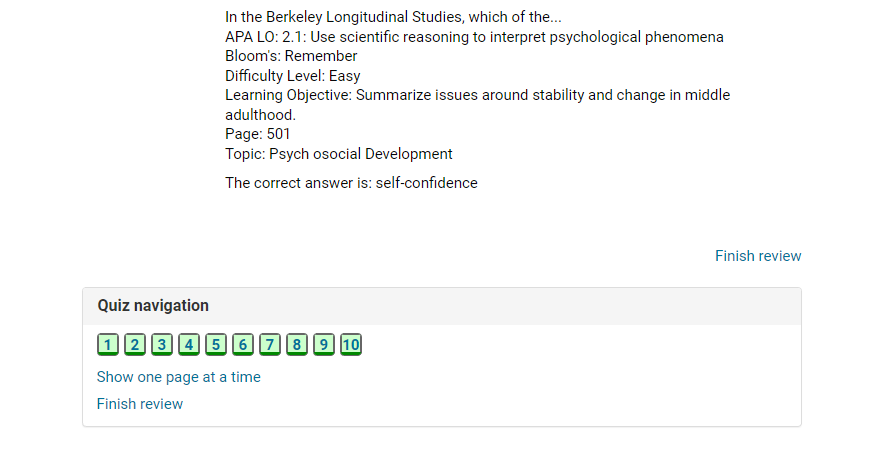 In the Berkeley Longitudinal Studies, which of the...
APA LO: 2.1: Use scientific reasoning to interpret psychological phenomena
Bloom's: Remember
Difficulty Level: Easy
Learning Objective: Summarize issues around stability and change in middle
adulthood.
Page: 501
Topic: Psych osocial Development
The correct answer is: self-confidence
Finish review
Quiz navigation
1 2 3 4 5 6 7 8 9 10
Show one page at a time
Finish review